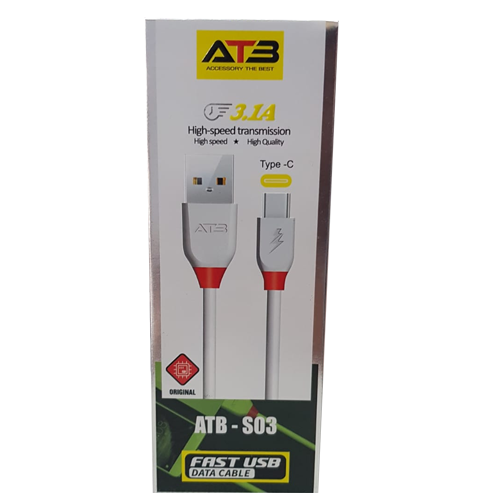 ATB
ACCESSORY THE BEST
3.1A
High-speed transmission
High speed ★ High Quality
Type -C
ATB
ORIGINAL
ATB - S03
FAST USB
DATA CABLE